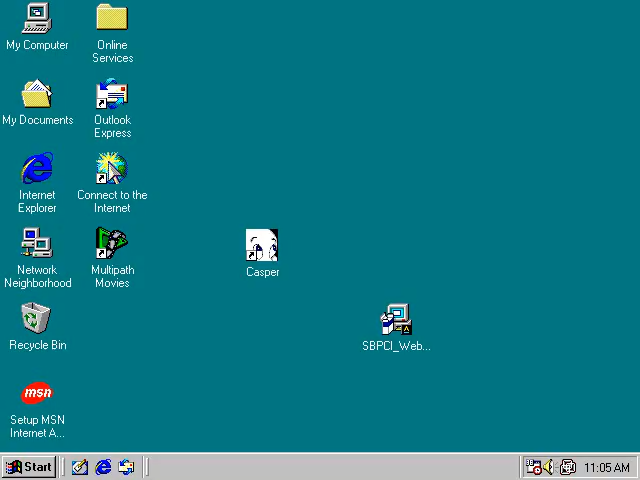 My Computer
Online
Services
My Documents
Outlook
Express
Internet
Explorer
Connect to the
Internet
Network
Neighborhood
Multipath
Movies
Casper
Recycle Bin
SBPCI_Web...
msn
Setup MSN
Internet A...
Start
11:05 AM